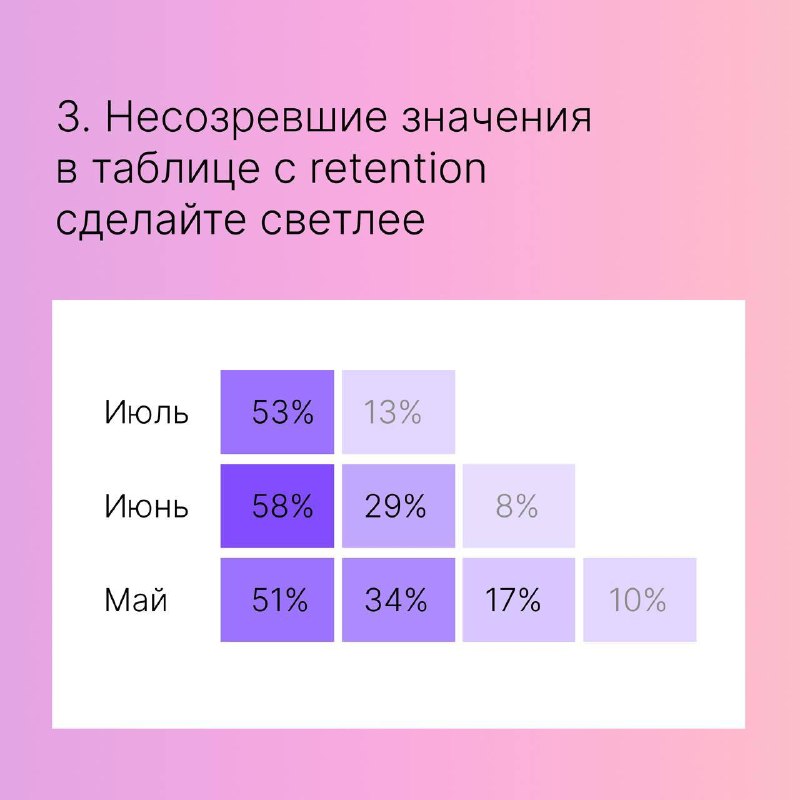 3. Несозревшие значения
в таблице с retention
сделайте светлее
Июль 53% 13%
Июнь 58% 29% 8%
Май 51% 34% 17% 10%